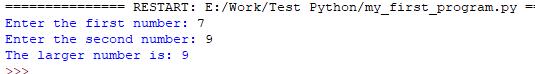 =============== RESTART: E:/Work/Test Python/my_first_program.py ==
Enter the first number: 7
Enter the second number: 9
The larger number is: 9
>>>